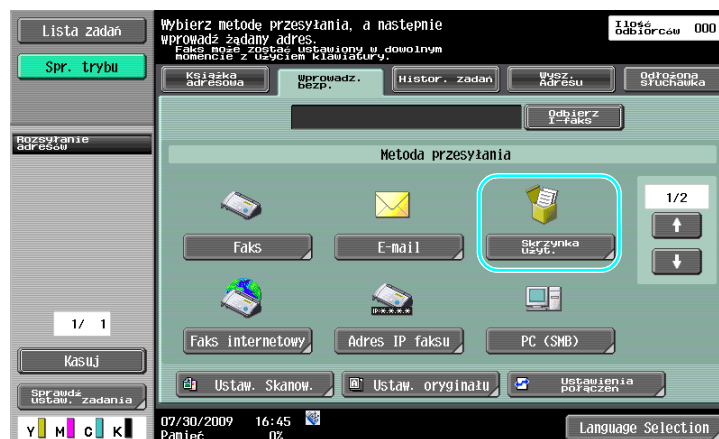 Lista zadań
Spr. trybu
Wybierz metodę przesyłania, a następnie
wprowadź żądany adres.
Faks może zostać ustawiony w dowolnym
momencie z użyciem klawiatury.
Ilość
odbiorców 000
Książka
adresowa
Wprowadz.
bezp.
Histor. zadań
Wysz.
Adresu
Odłożona
słuchawka
Odbierz
I-faks
Rozsyłanie
adresów
Metoda przesyłania
1/2
Faks
E-mail
Skrzynka
użyt.
IP:*.*.*.*
Faks internetowy
Adres IP faksu
PC (SMB)
1/ 1
Kasuj
Sprawdź
ustaw. zadania
Ustaw. Skanow.
Ustaw. oryginału
Ustawienia
połączeń
Y M C K
07/30/2009 16:45
Pamięć 0%
Language Selection